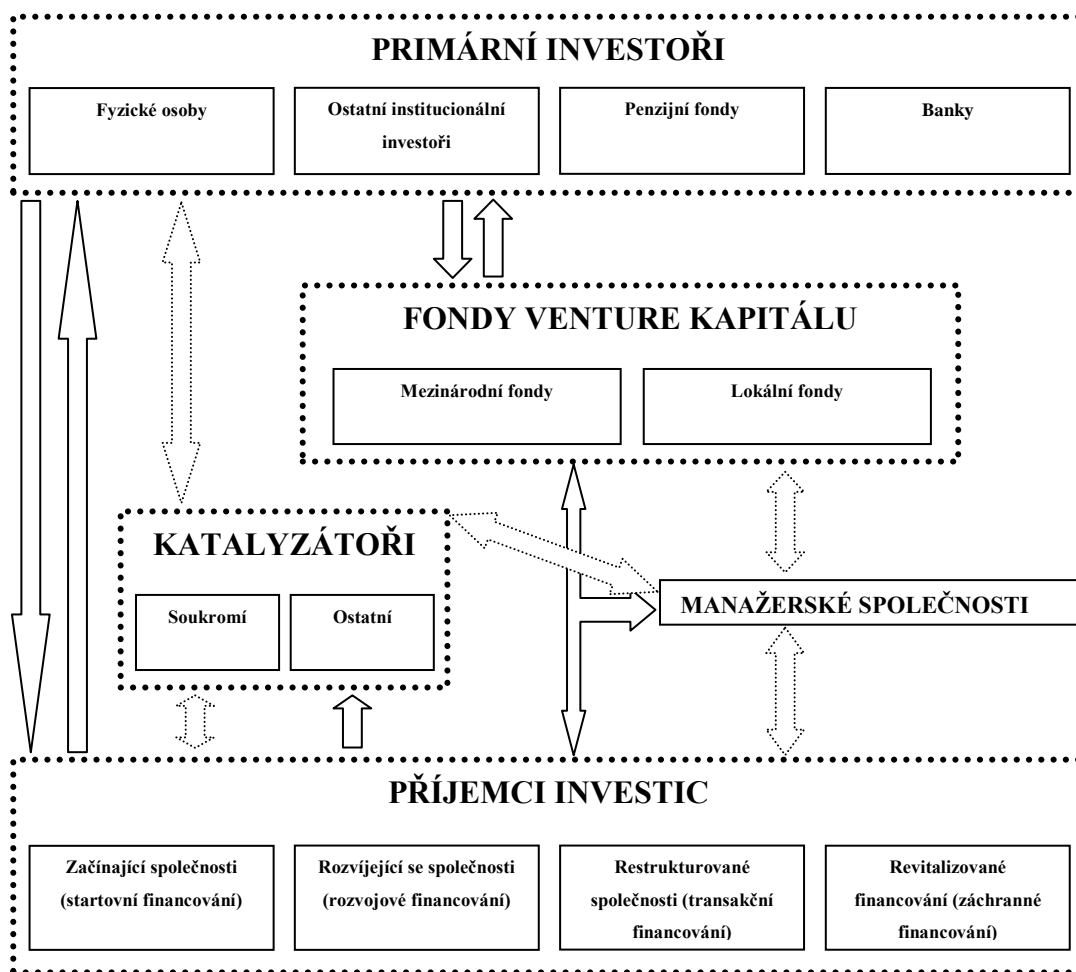 PRIMÁRNÍ INVESTOŘI
Fyzické osoby
Ostatní institucionální
investoři
Penzijní fondy
Banky
FONDY VENTURE KAPITÁLU
Mezinárodní fondy
Lokální fondy
KATALYZÁTOŘI
Soukromí
Ostatní
MANAŽERSKÉ SPOLEČNOSTI
PŘÍJEMCI INVESTIC
Začínající společnosti
(startovní financování)
Rozvíjející se společnosti
(rozvojové financování)
Restrukturované
společnosti (transakční
financování)
Revitalizované
financování (záchranné
financování)